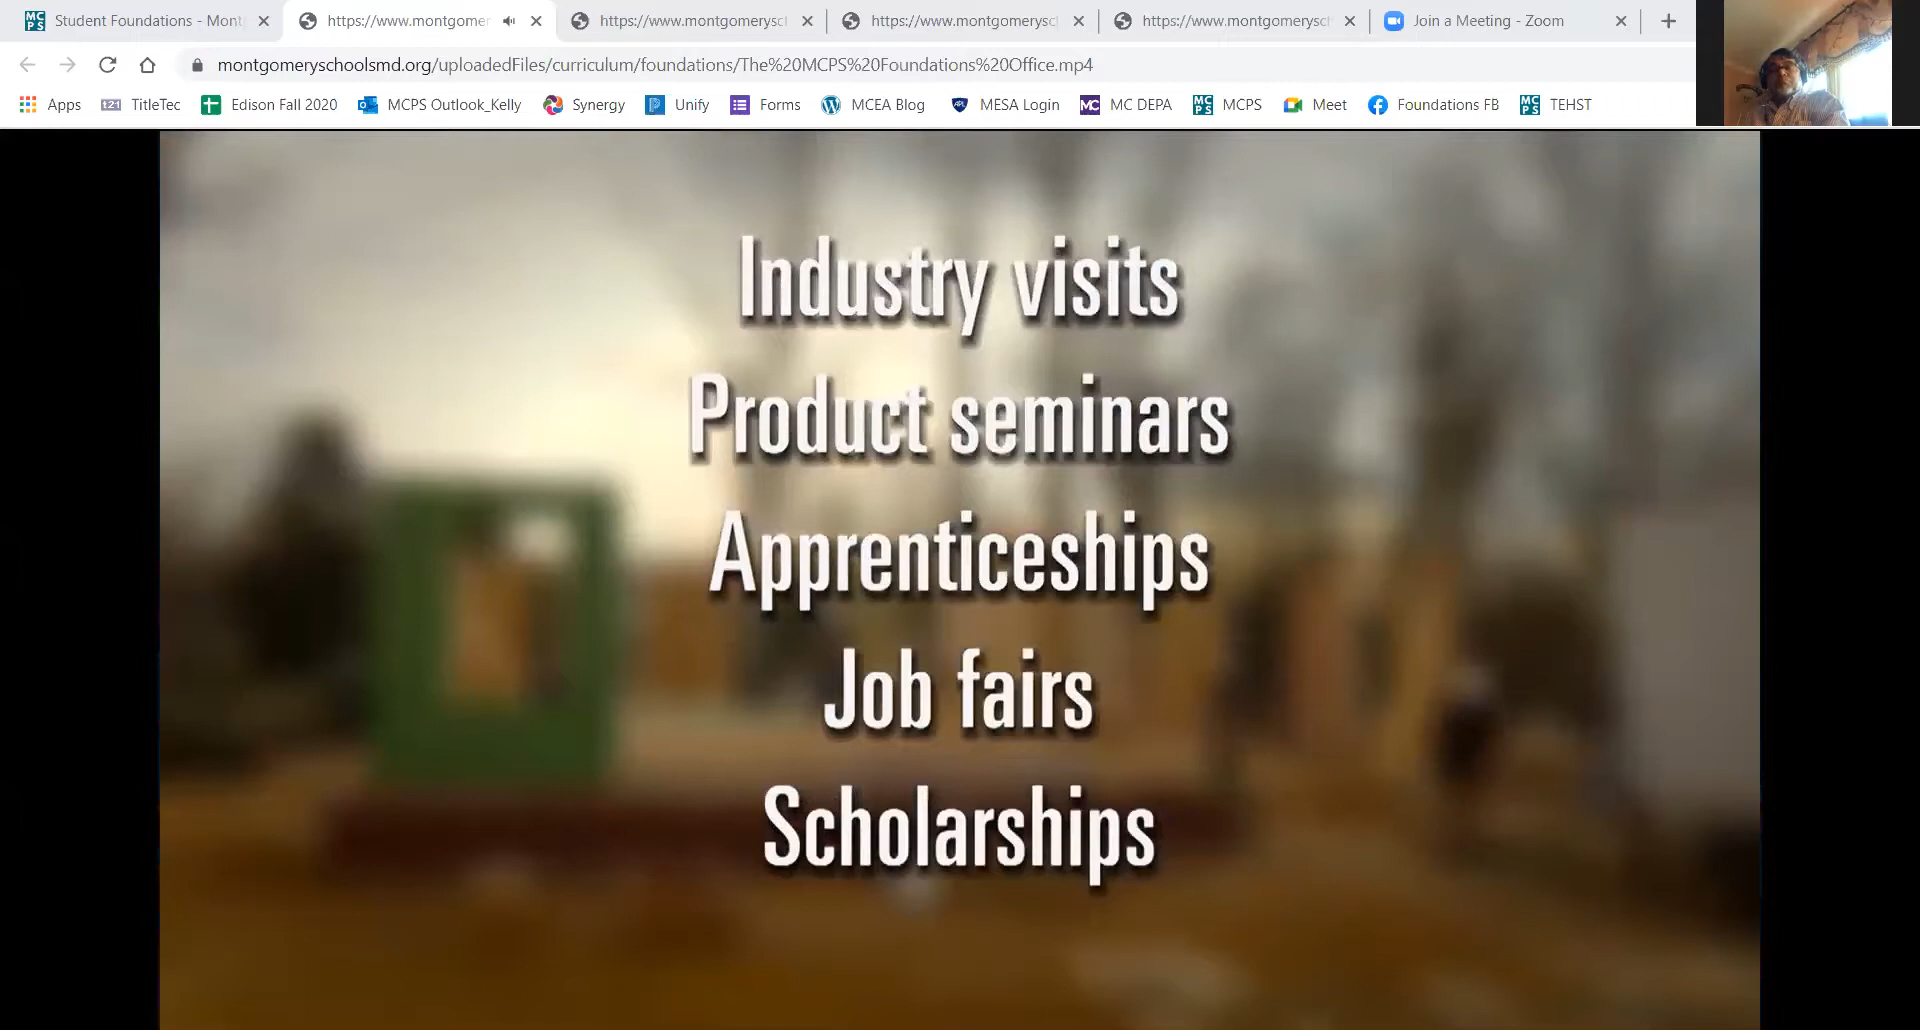 Student Foundations - Mont
https://www.montgomery
https://www.montgomerysc
https://www.montgomerysc
https://www.montgomerysc
Join a Meeting - Zoom
montgomeryschoolsmd.org/uploadedFiles/curriculum/foundations/The%20MCPS%20Foundations%20Office.mp4
Apps
TitleTec
Edison Fall 2020
MCPS Outlook_Kelly
Synergy
Unify
Forms
MCEA Blog
MESA Login
MC DEPA
MCPS
Meet
Foundations FB
TEHST
Industry visits
Product seminars
Apprenticeships
Job fairs
Scholarships